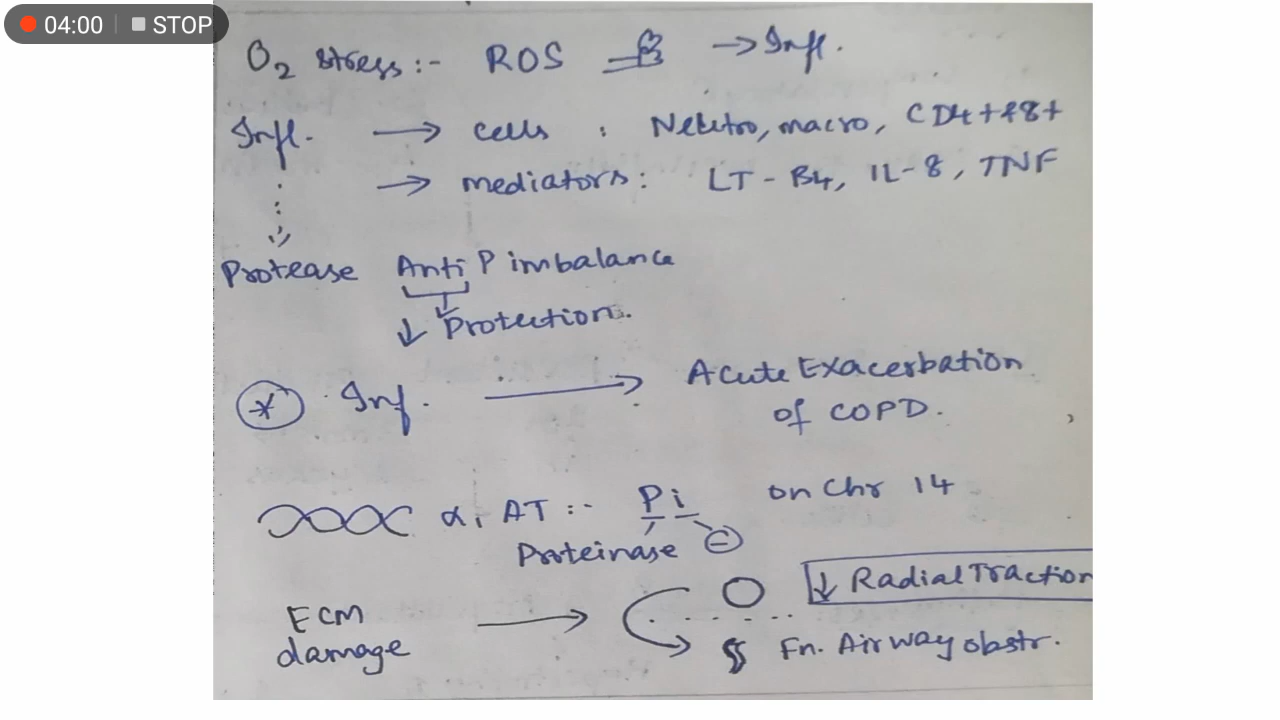 04:00 STOP
O2 stress:- ROS → Infl.
Infl. → cells : Neutro, macro, CD4+ & 8+
→ mediators: LT-B4, IL-8, TNF
Protease Anti P imbalance
↓ Protection.
* Inf. → Acute Exacerbation
of COPD.
α1 AT :- Pi on Chr 14
Proteinase ⊖
↓ Radial Traction
ECM
damage → Fn. Airway obstr.